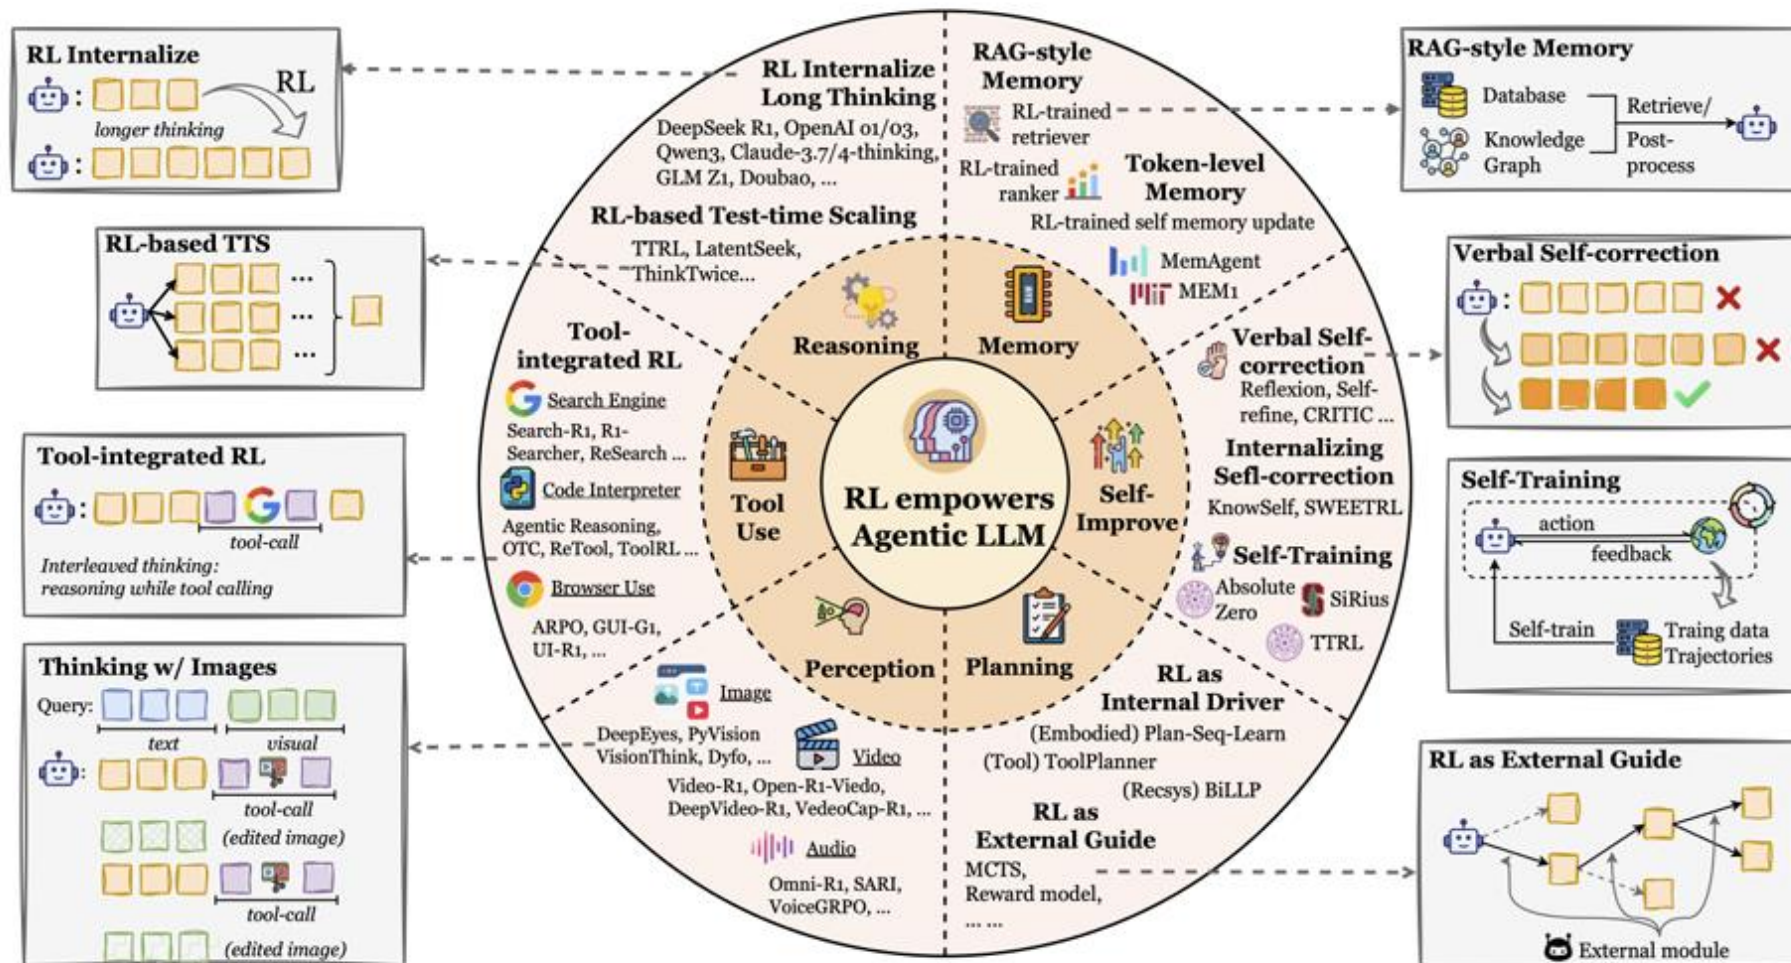 RL Internalize
RL
longer thinking
RL-based TTS
...
...
...
Tool-integrated RL
tool-call
Interleaved thinking:
reasoning while tool calling
Thinking w/ Images
Query:
text
visual
tool-call
(edited image)
tool-call
(edited image)
RL Internalize
Long Thinking
DeepSeek R1, OpenAI o1/o3,
Qwen3, Claude-3.7/4-thinking,
GLM Z1, Doubao, ...
RL-based Test-time Scaling
TTRL, LatentSeek,
ThinkTwice...
Tool-
integrated RL
Search Engine
Search-R1, R1-
Searcher, ReSearch ...
Code Interpreter
Agentic Reasoning,
OTC, ReTool, ToolRL ...
Browser Use
ARPO, GUI-G1,
UI-R1, ...
Image
DeepEyes, PyVision
VisionThink, Dyfo, ...
Video
Video-R1, Open-R1-Viedo,
DeepVideo-R1, VedeoCap-R1, ...
Audio
Omni-R1, SARI,
VoiceGRPO, ...
Reasoning
Memory
Tool
Use
RL empowers
Agentic LLM
Self-
Improve
Perception
Planning
RAG-style
Memory
RL-trained
retriever
RL-trained
ranker
Token-level
Memory
RL-trained self memory update
MemAgent
MEM1
Verbal Self-
correction
Reflexion, Self-
refine, CRITIC ...
Internalizing
Sefl-correction
KnowSelf, SWEETRL
Self-Training
Absolute
Zero
SiRius
TTRL
RL as
Internal Driver
(Embodied) Plan-Seq-Learn
(Tool) ToolPlanner
(Recsys) BiLLP
RL as
External Guide
MCTS,
Reward model,
... ...
RAG-style Memory
Database
Knowledge
Graph
Retrieve/
Post-
process
Verbal Self-correction
Self-Training
action
feedback
Self-train
Traing data
Trajectories
RL as External Guide
External module